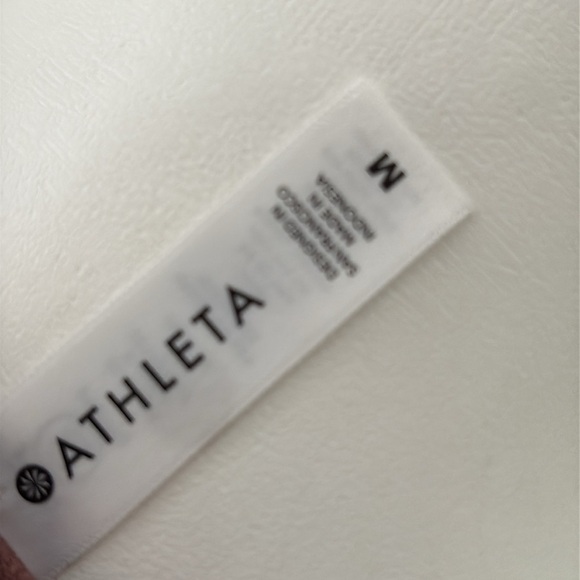 ATHLETA
DESIGNED IN
SAN FRANCISCO
MADE IN
INDONESIA
M